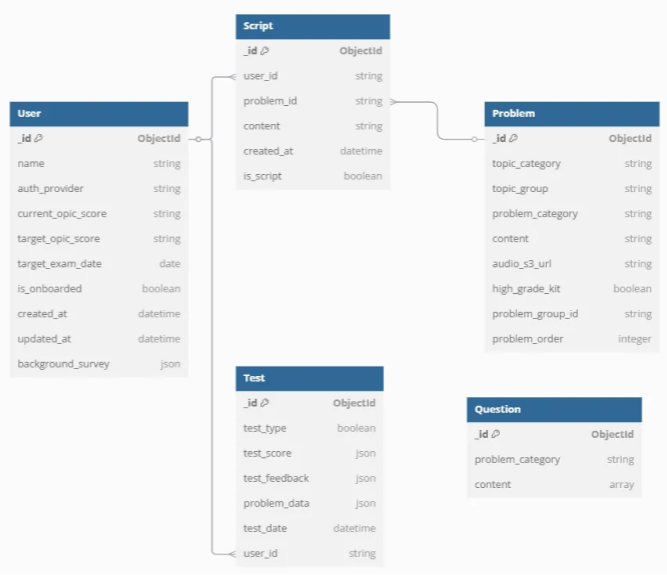 Script
_id ObjectId
user_id string
problem_id string
content string
created_at datetime
is_script boolean
User
_id ObjectId
name string
auth_provider string
current_opic_score string
target_opic_score string
target_exam_date date
is_onboarded boolean
created_at datetime
updated_at datetime
background_survey json
Problem
_id ObjectId
topic_category string
topic_group string
problem_category string
content string
audio_s3_url string
high_grade_kit boolean
problem_group_id string
problem_order integer
Test
_id ObjectId
test_type boolean
test_score json
test_feedback json
problem_data json
test_date datetime
user_id string
Question
_id ObjectId
problem_category string
content array